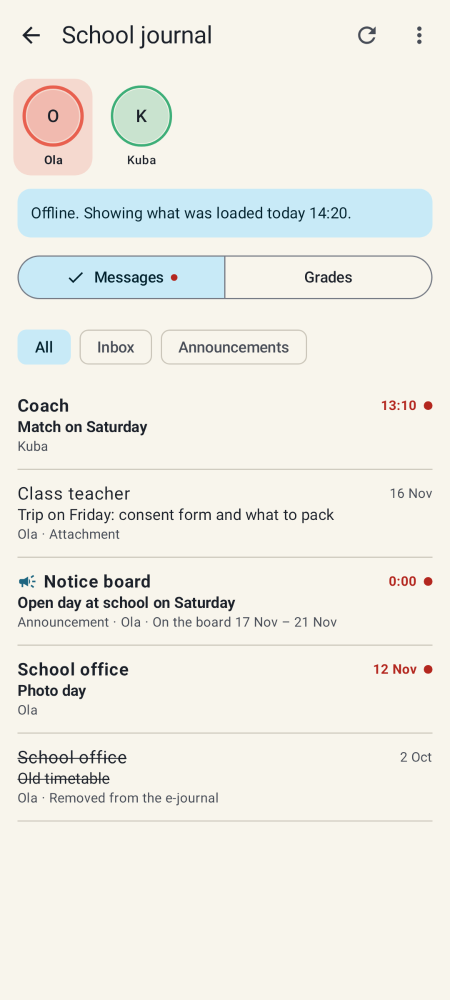 School journal
O
K
Ola
Kuba
Offline. Showing what was loaded today 14:20.
Messages
Grades
All
Inbox
Announcements
Coach
13:10
Match on Saturday
Kuba
Class teacher
16 Nov
Trip on Friday: consent form and what to pack
Ola · Attachment
Notice board
0:00
Open day at school on Saturday
Announcement · Ola · On the board 17 Nov – 21 Nov
School office
12 Nov
Photo day
Ola
School office
2 Oct
Old timetable
Ola · Removed from the e-journal